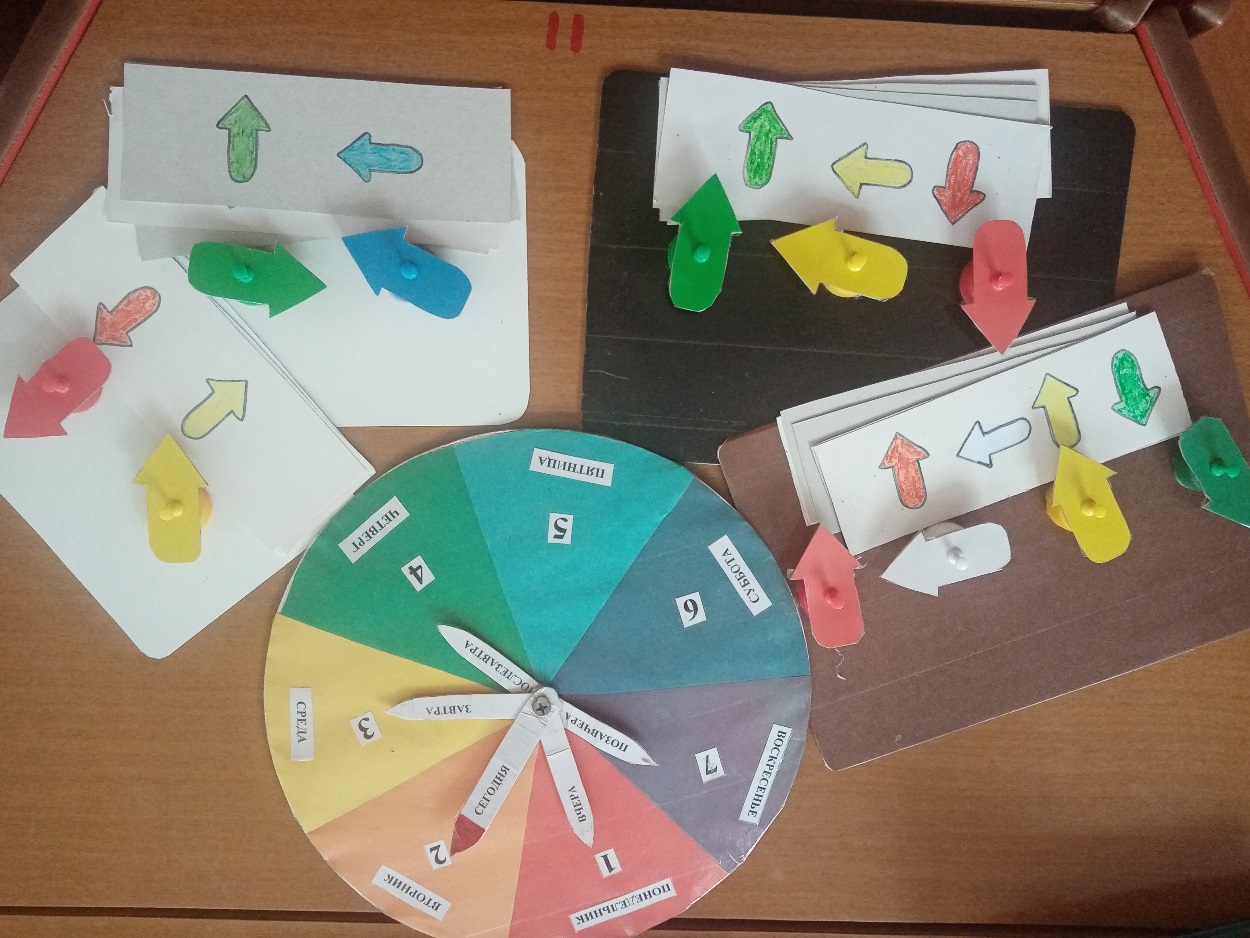 ПОНЕДЕЛЬНИК
1
ВТОРНИК
2
СРЕДА
3
ЧЕТВЕРГ
4
ПЯТНИЦА
5
СУББОТА
6
ВОСКРЕСЕНЬЕ
7
ПОЗАВЧЕРА
ВЧЕРА
СЕГОДНЯ
ЗАВТРА
ПОСЛЕЗАВТРА